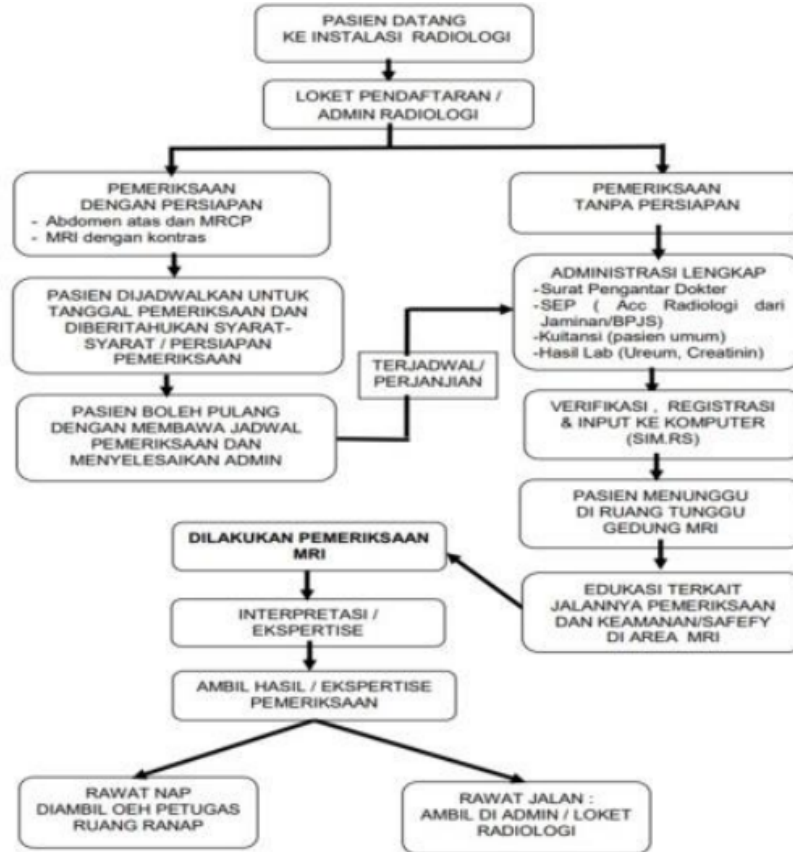 PASIEN DATANG
KE INSTALASI RADIOLOGI
LOKET PENDAFTARAN /
ADMIN RADIOLOGI
PEMERIKSAAN
DENGAN PERSIAPAN
- Abdomen atas dan MRCP
- MRI dengan kontras
PEMERIKSAAN
TANPA PERSIAPAN
PASIEN DIJADWALKAN UNTUK
TANGGAL PEMERIKSAAN DAN
DIBERITAHUKAN SYARAT-
SYARAT / PERSIAPAN
PEMERIKSAAN
ADMINISTRASI LENGKAP
-Surat Pengantar Dokter
-SEP ( Acc Radiologi dari
Jaminan/BPJS)
-Kuitansi (pasien umum)
-Hasil Lab (Ureum, Creatinin)
TERJADWAL/
PERJANJIAN
PASIEN BOLEH PULANG
DENGAN MEMBAWA JADWAL
PEMERIKSAAN DAN
MENYELESAIKAN ADMIN
VERIFIKASI , REGISTRASI
& INPUT KE KOMPUTER
(SIM.RS)
PASIEN MENUNGGU
DI RUANG TUNGGU
GEDUNG MRI
EDUKASI TERKAIT
JALANNYA PEMERIKSAAN
DAN KEAMANAN/SAFEFY
DI AREA MRI
DILAKUKAN PEMERIKSAAN
MRI
INTERPRETASI /
EKSPERTISE
AMBIL HASIL / EKSPERTISE
PEMERIKSAAN
RAWAT NAP
DIAMBIL OEH PETUGAS
RUANG RANAP
RAWAT JALAN :
AMBIL DI ADMIN / LOKET
RADIOLOGI